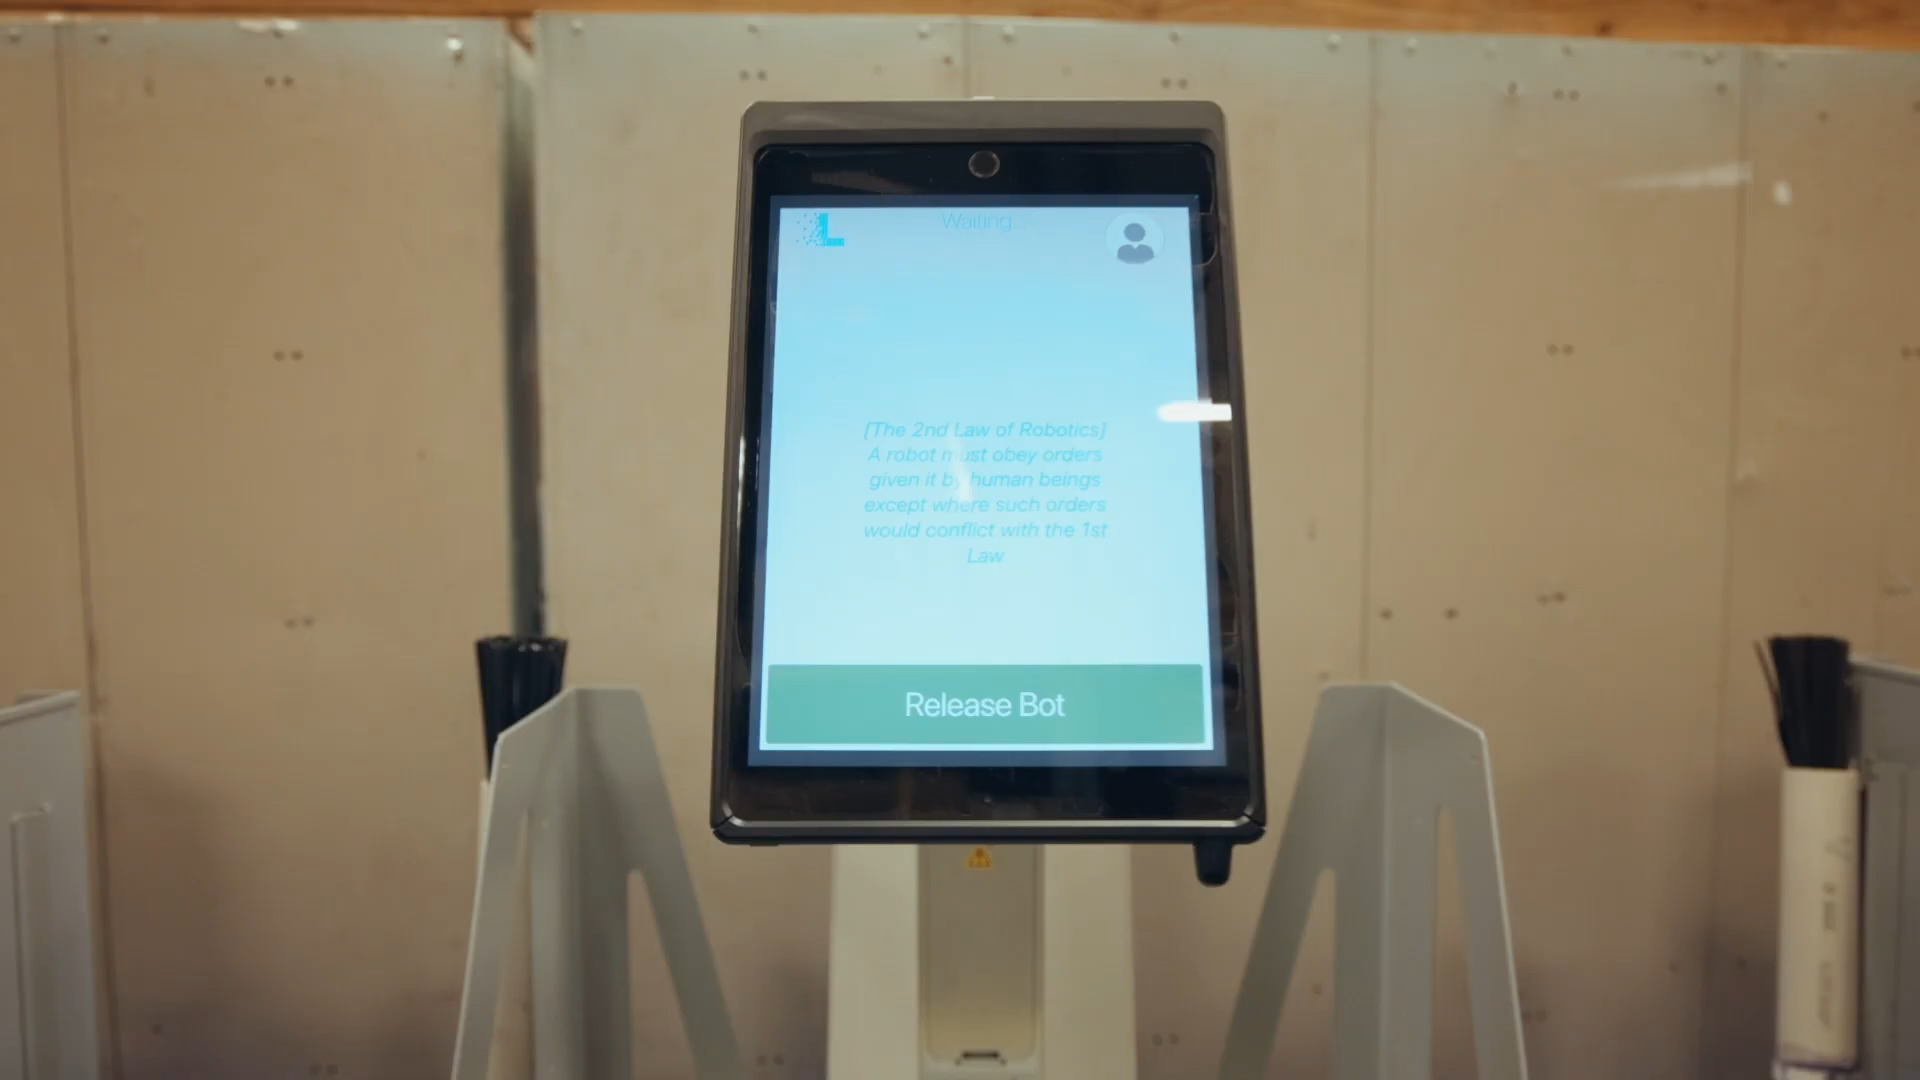 Waiting...
[The 2nd Law of Robotics]
A robot must obey orders
given it by human beings
except where such orders
would conflict with the 1st
Law
Release Bot